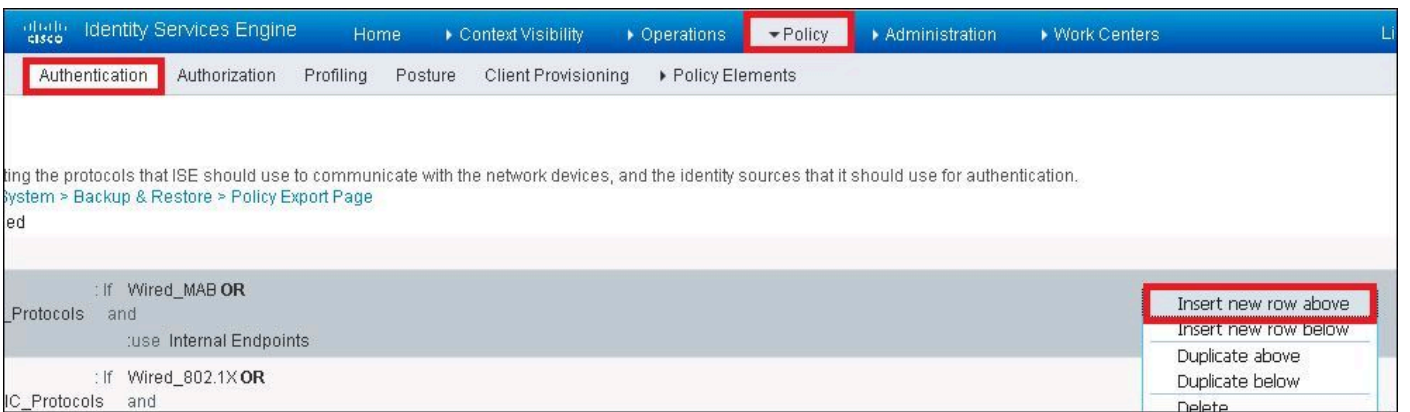 cisco Identity Services Engine Home Context Visibility Operations Policy Administration Work Centers Li
Authentication Authorization Profiling Posture Client Provisioning Policy Elements
ting the protocols that ISE should use to communicate with the network devices, and the identity sources that it should use for authentication.
System > Backup & Restore > Policy Export Page
ed
: If Wired_MAB OR
_Protocols and
:use Internal Endpoints
: If Wired_802.1X OR
IC_Protocols and
Insert new row above
Insert new row below
Duplicate above
Duplicate below
Delete